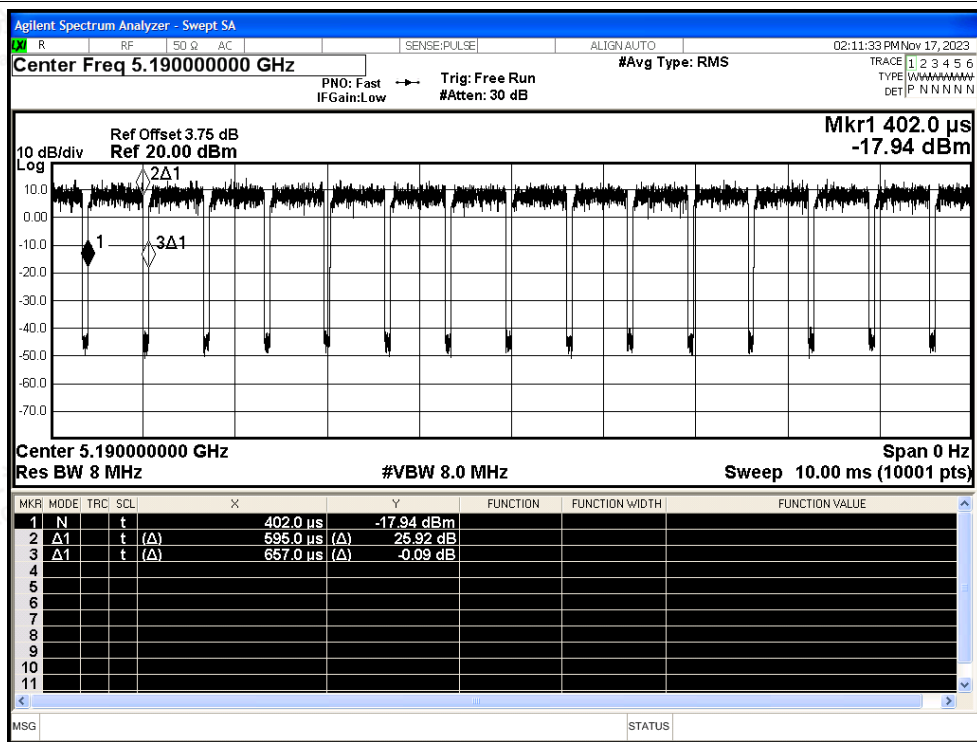 Agilent Spectrum Analyzer - Swept SA
LXI R RF 50 Ω AC SENSE:PULSE ALIGN AUTO 02:11:33 PM Nov 17, 2023
Center Freq 5.190000000 GHz #Avg Type: RMS TRACE 1 2 3 4 5 6
PNO: Fast Trig: Free Run TYPE
IFGain:Low #Atten: 30 dB DET P N N N N N
Ref Offset 3.75 dB Mkr1 402.0 µs
10 dB/div Ref 20.00 dBm -17.94 dBm
Log
2Δ1
10.0
0.00
1 3Δ1
-10.0
-20.0
-30.0
-40.0
-50.0
-60.0
-70.0
Center 5.190000000 GHz Span 0 Hz
Res BW 8 MHz #VBW 8.0 MHz Sweep 10.00 ms (10001 pts)
MKR MODE TRC SCL X Y FUNCTION FUNCTION WIDTH FUNCTION VALUE
1 N t 402.0 µs -17.94 dBm
2 Δ1 t (Δ) 595.0 µs (Δ) 25.92 dB
3 Δ1 t (Δ) 657.0 µs (Δ) -0.09 dB
4
5
6
7
8
9
10
11
MSG STATUS